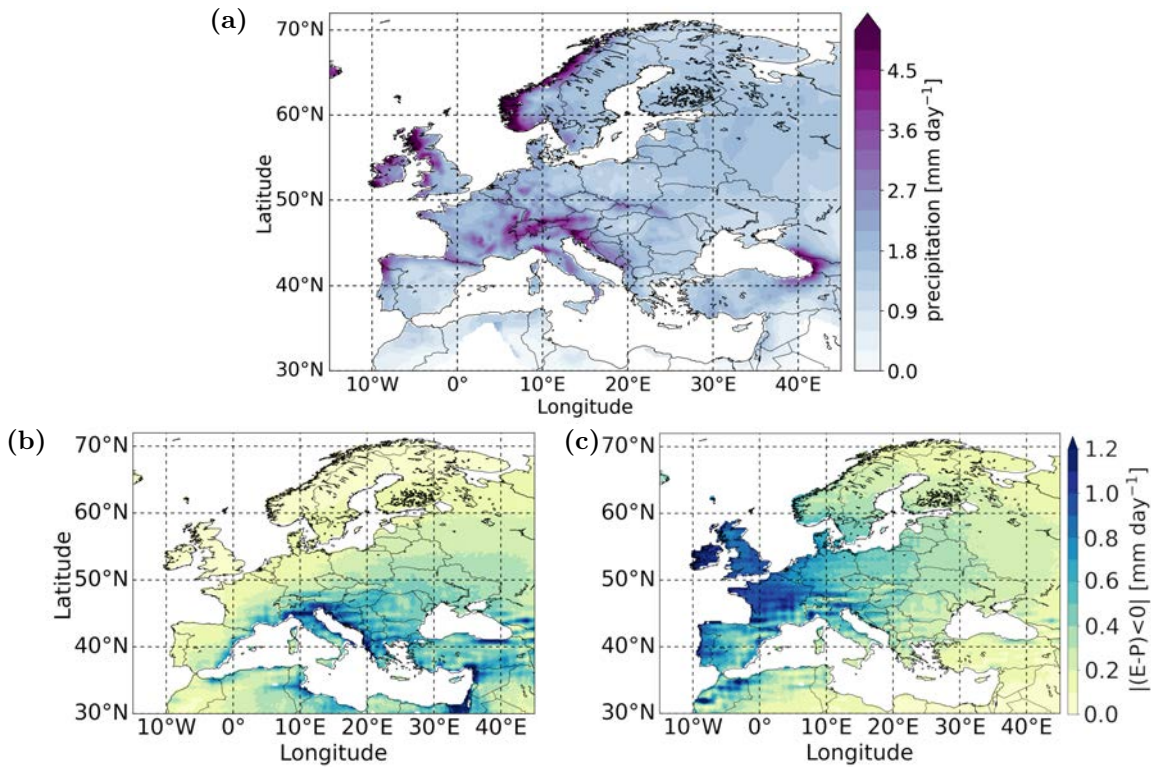 (a)
70°N
60°N
50°N
40°N
30°N
Latitude
10°W 0° 10°E 20°E 30°E 40°E
Longitude
4.5
3.6
2.7
1.8
0.9
0.0
precipitation [mm day⁻¹]
(b)
70°N
60°N
50°N
40°N
30°N
Latitude
10°W 0° 10°E 20°E 30°E 40°E
Longitude
(c)
70°N
60°N
50°N
40°N
30°N
10°W 0° 10°E 20°E 30°E 40°E
Longitude
1.2
1.0
0.8
0.6
0.4
0.2
0.0
|(E-P)<0| [mm day⁻¹]